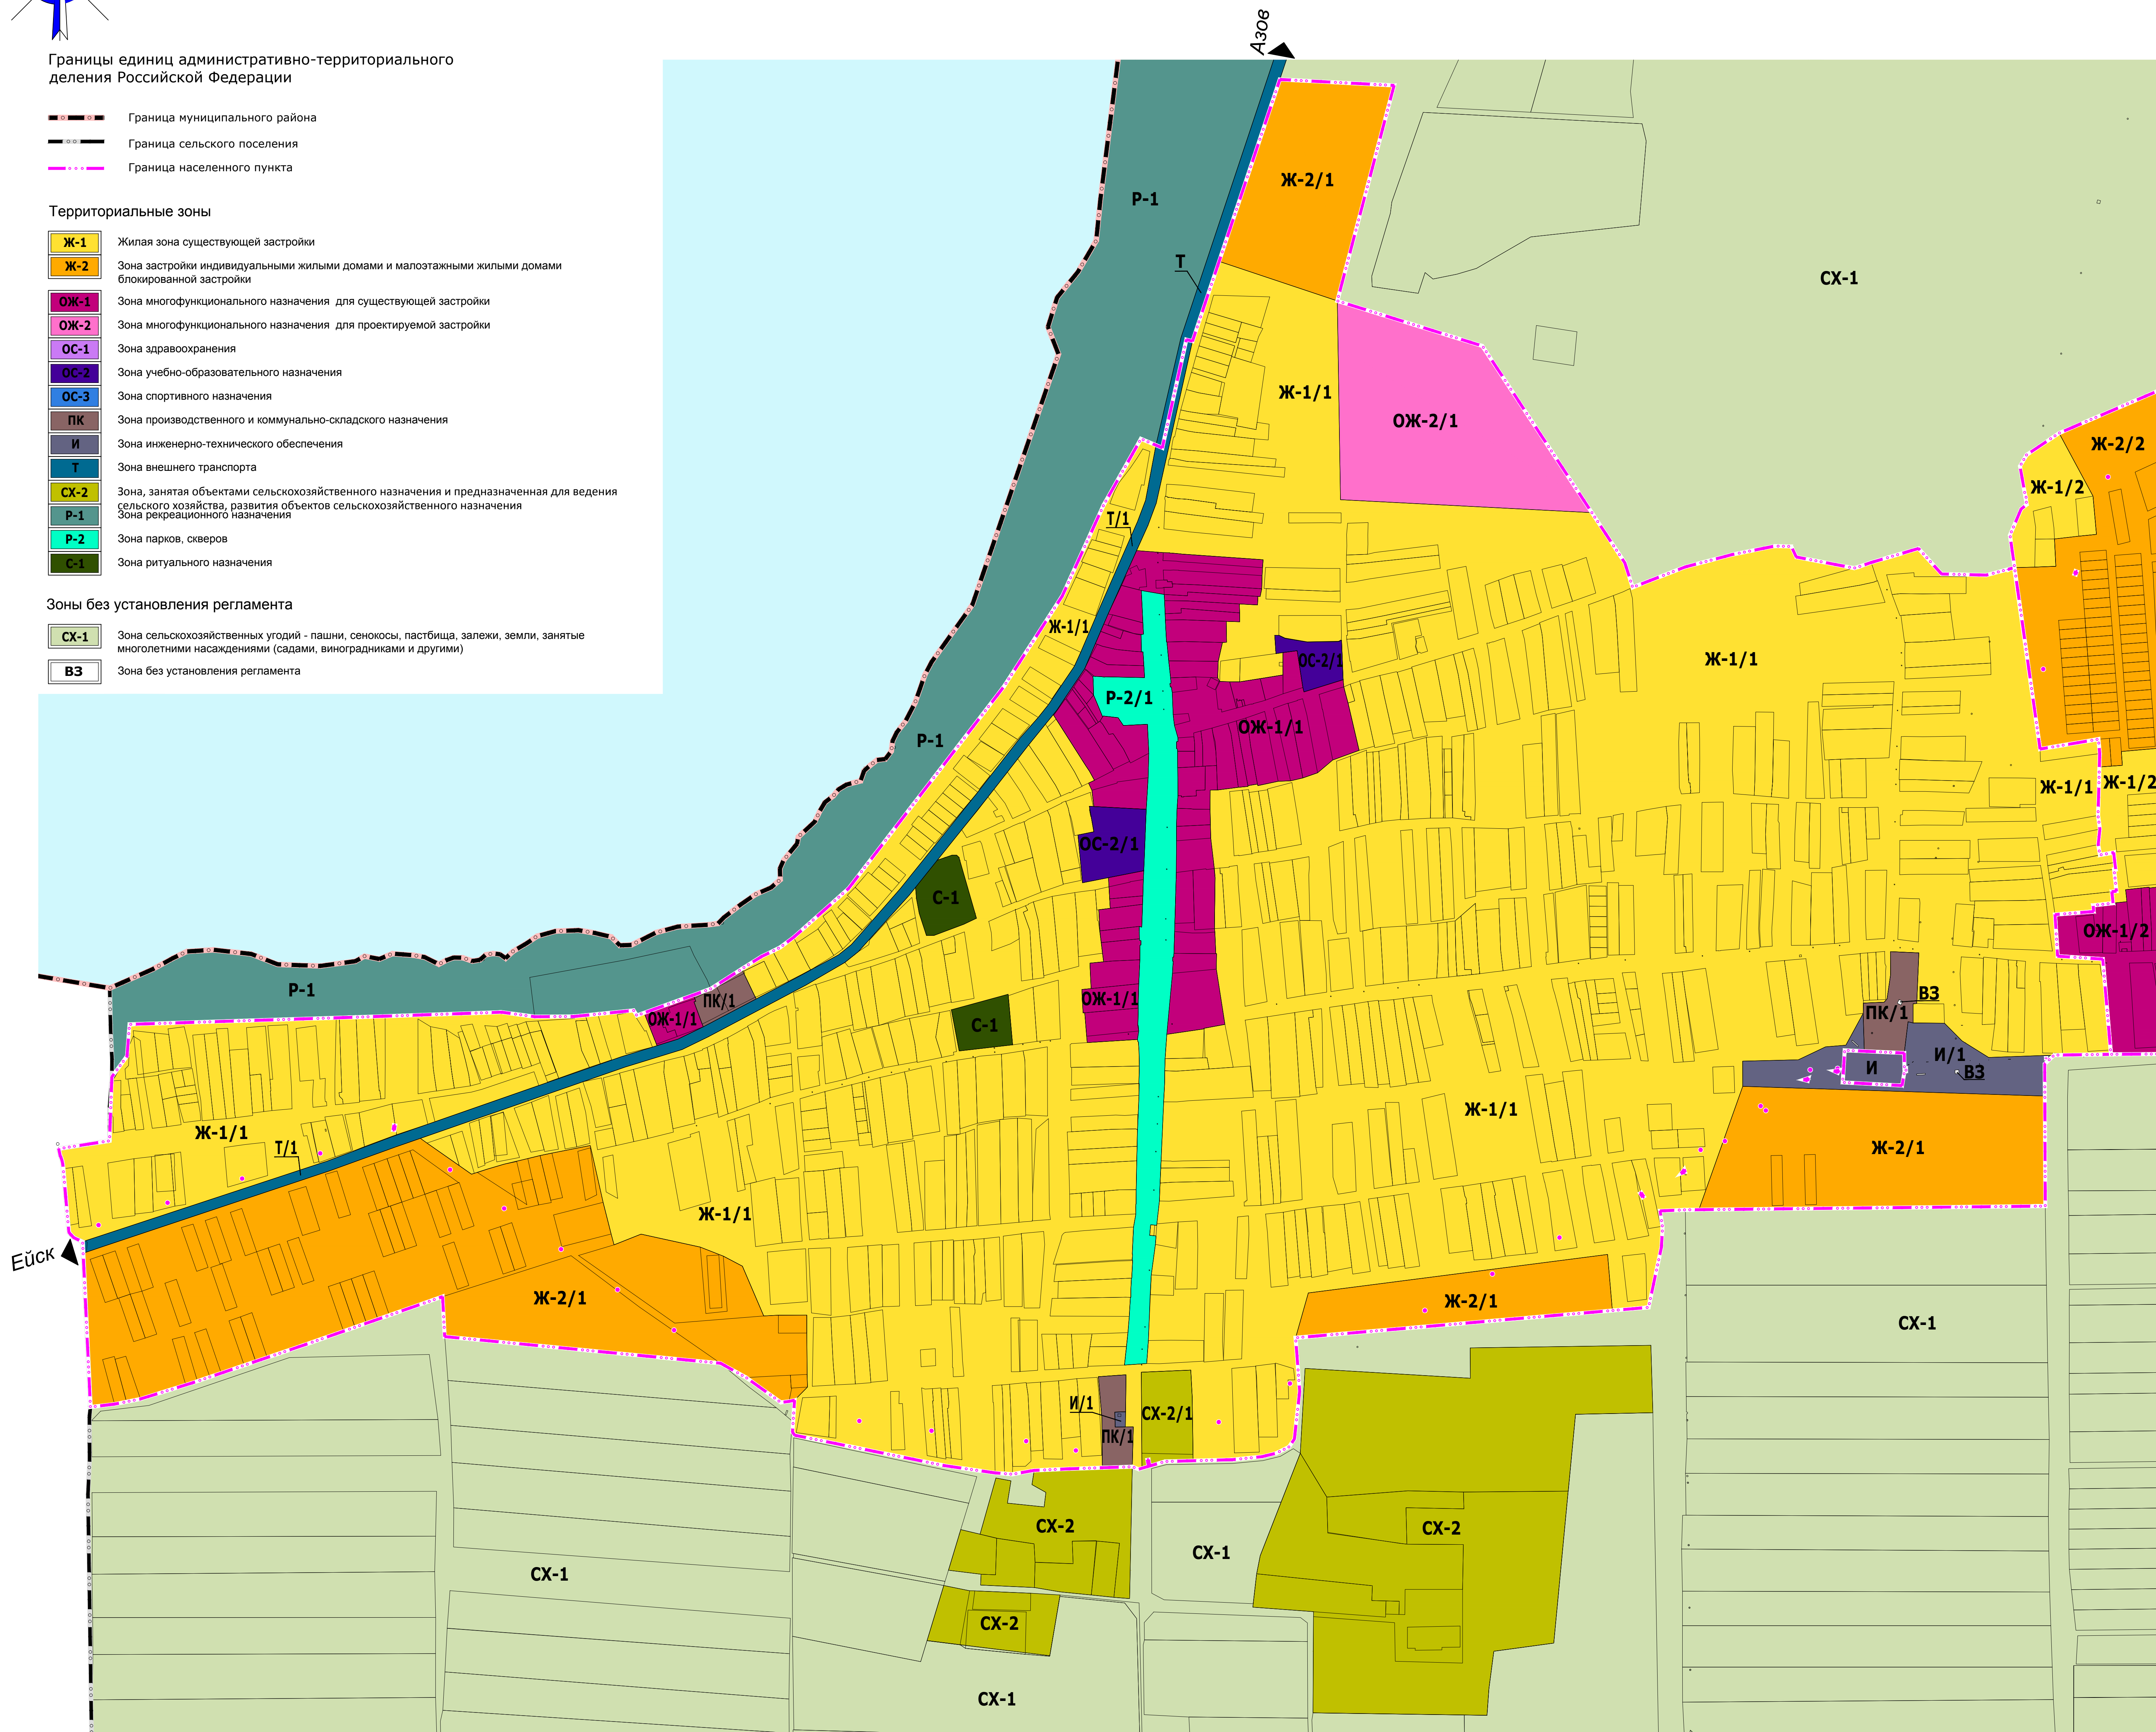 Азов
Границы единиц административно-территориального
деления Российской Федерации
Граница муниципального района
Граница сельского поселения
Граница населенного пункта
Территориальные зоны
Ж-1 Жилая зона существующей застройки
Ж-2 Зона застройки индивидуальными жилыми домами и малоэтажными жилыми домами
блокированной застройки
ОЖ-1 Зона многофункционального назначения для существующей застройки
ОЖ-2 Зона многофункционального назначения для проектируемой застройки
ОС-1 Зона здравоохранения
ОС-2 Зона учебно-образовательного назначения
ОС-3 Зона спортивного назначения
ПК Зона производственного и коммунально-складского назначения
И Зона инженерно-технического обеспечения
Т Зона внешнего транспорта
СХ-2 Зона, занятая объектами сельскохозяйственного назначения и предназначенная для ведения
сельского хозяйства, развития объектов сельскохозяйственного назначения
Р-1 Зона рекреационного назначения
Р-2 Зона парков, скверов
С-1 Зона ритуального назначения
Зоны без установления регламента
СХ-1 Зона сельскохозяйственных угодий - пашни, сенокосы, пастбища, залежи, земли, занятые
многолетними насаждениями (садами, виноградниками и другими)
ВЗ Зона без установления регламента
Ж-2/1
Р-1
Т
СХ-1
Ж-1/1
ОЖ-2/1
Ж-2/2
Ж-1/2
Т/1
Ж-1/1
ОС-2/1
Ж-1/1
Р-2/1
ОЖ-1/1
Р-1
Ж-1/1
Ж-1/2
ОС-2/1
С-1
ОЖ-1/2
Р-1
ПК/1
ОЖ-1/1
ОЖ-1/1
ВЗ
ПК/1
С-1
И/1
И
ВЗ
Ж-1/1
Ж-1/1
Т/1
Ж-2/1
Ж-1/1
Ейск
Ж-2/1
Ж-2/1
СХ-1
И/1
СХ-2/1
ПК/1
СХ-2
СХ-2
СХ-1
СХ-1
СХ-2
СХ-1